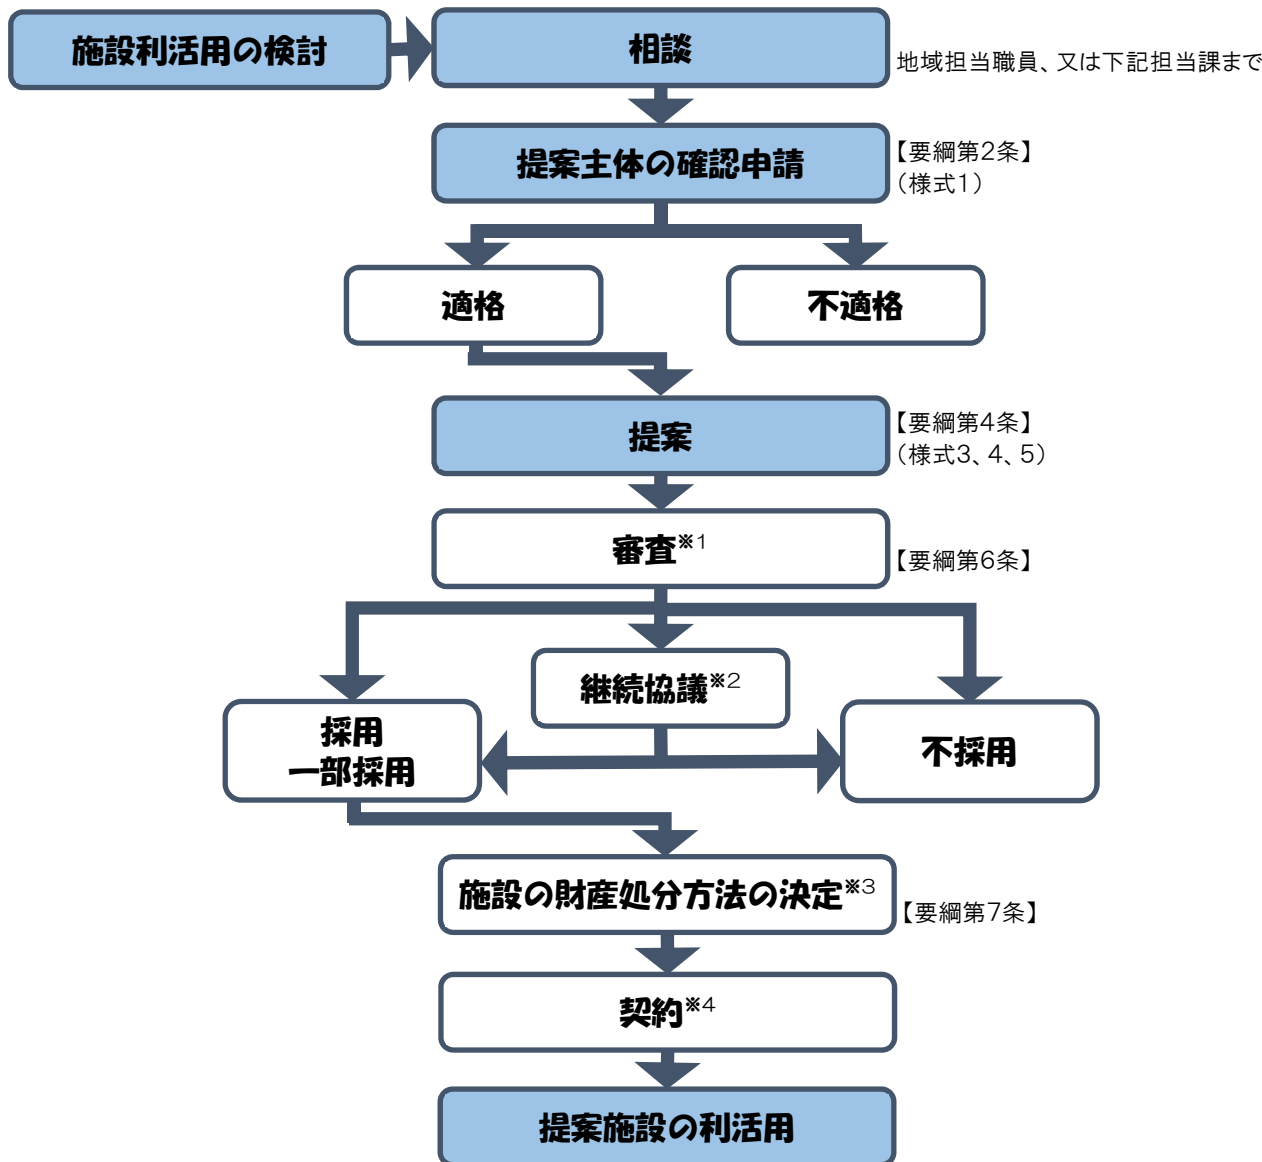 施設利活用の検討
相談
地域担当職員、又は下記担当課まで
提案主体の確認申請
【要綱第2条】
（様式1）
適格
不適格
提案
【要綱第4条】
（様式3、4、5）
審査※1
【要綱第6条】
継続協議※2
採用
一部採用
不採用
施設の財産処分方法の決定※3
【要綱第7条】
契約※4
提案施設の利活用